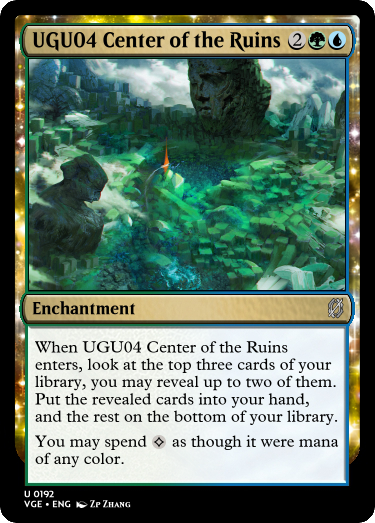 UGU04 Center of the Ruins 2
Enchantment
When UGU04 Center of the Ruins
enters, look at the top three cards of your
library, you may reveal up to two of them.
Put the revealed cards into your hand,
and the rest on the bottom of your library.
You may spend as though it were mana
of any color.
U 0192
VGE • ENG Zp Zhang